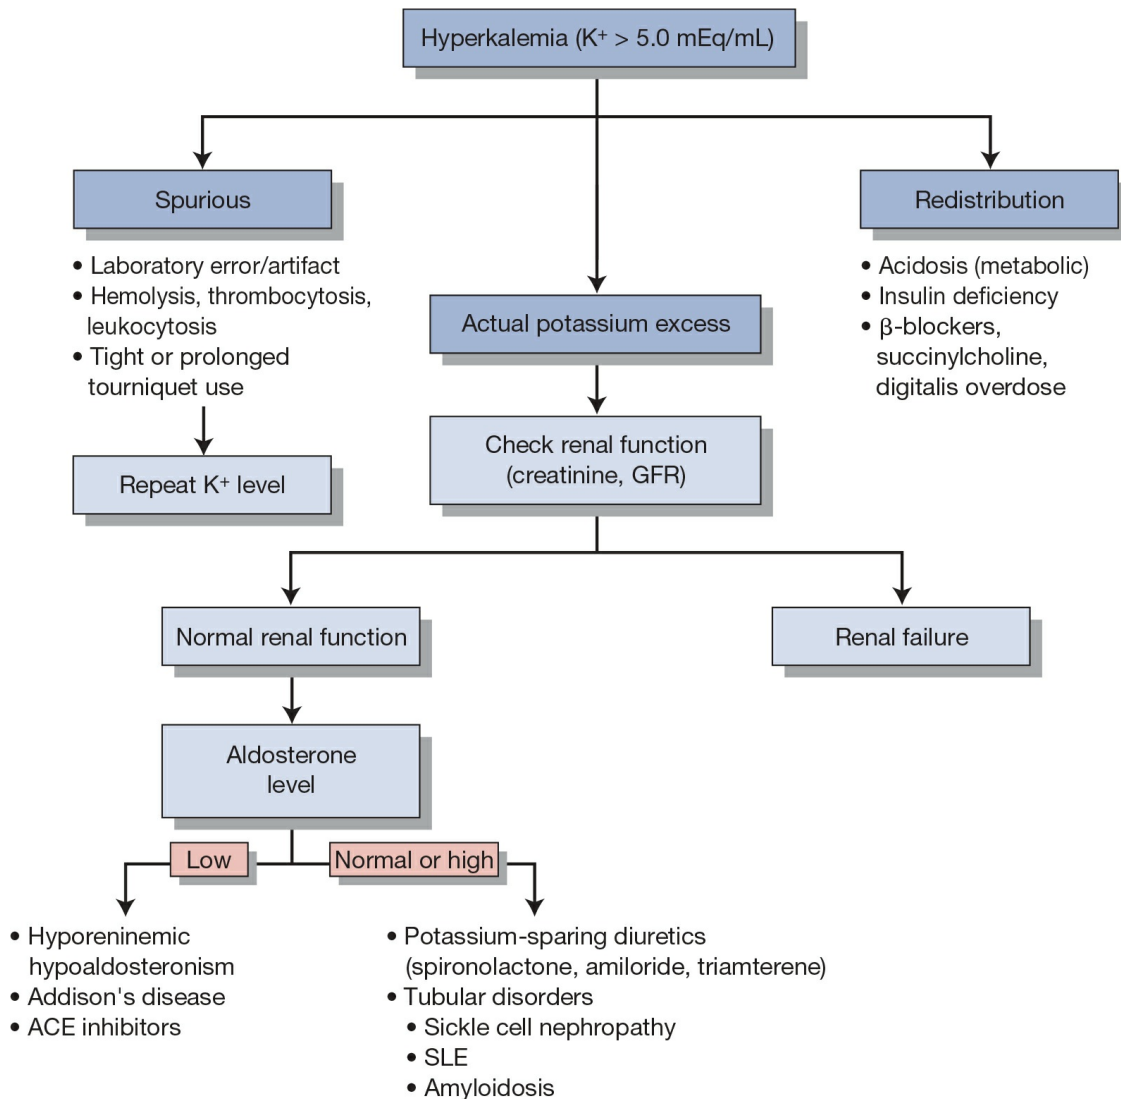 Hyperkalemia (K+ > 5.0 mEq/mL)
Spurious
• Laboratory error/artifact
• Hemolysis, thrombocytosis,
leukocytosis
• Tight or prolonged
tourniquet use
Repeat K+ level
Actual potassium excess
Check renal function
(creatinine, GFR)
Redistribution
• Acidosis (metabolic)
• Insulin deficiency
• β-blockers,
succinylcholine,
digitalis overdose
Normal renal function
Renal failure
Aldosterone
level
Low
Normal or high
• Hyporeninemic
hypoaldosteronism
• Addison's disease
• ACE inhibitors
• Potassium-sparing diuretics
(spironolactone, amiloride, triamterene)
• Tubular disorders
• Sickle cell nephropathy
• SLE
• Amyloidosis